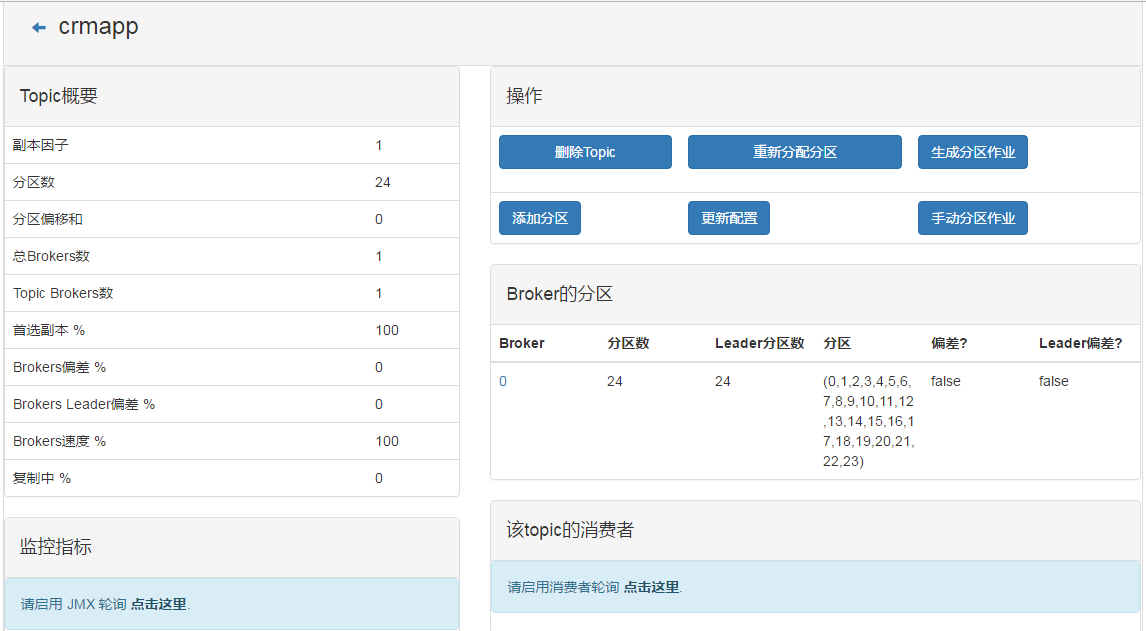 crmapp
Topic概要
副本因子 1
分区数 24
分区偏移和 0
总Brokers数 1
Topic Brokers数 1
首选副本 % 100
Brokers偏差 % 0
Brokers Leader偏差 % 0
Brokers速度 % 100
复制中 % 0
监控指标
请启用 JMX 轮询 点击这里.
操作
删除Topic 重新分配分区 生成分区作业
添加分区 更新配置 手动分区作业
Broker的分区
Broker 分区数 Leader分区数 分区 偏差? Leader偏差?
0 24 24 (0,1,2,3,4,5,6, false false
7,8,9,10,11,12
,13,14,15,16,1
7,18,19,20,21,
22,23)
该topic的消费者
请启用消费者轮询 点击这里.